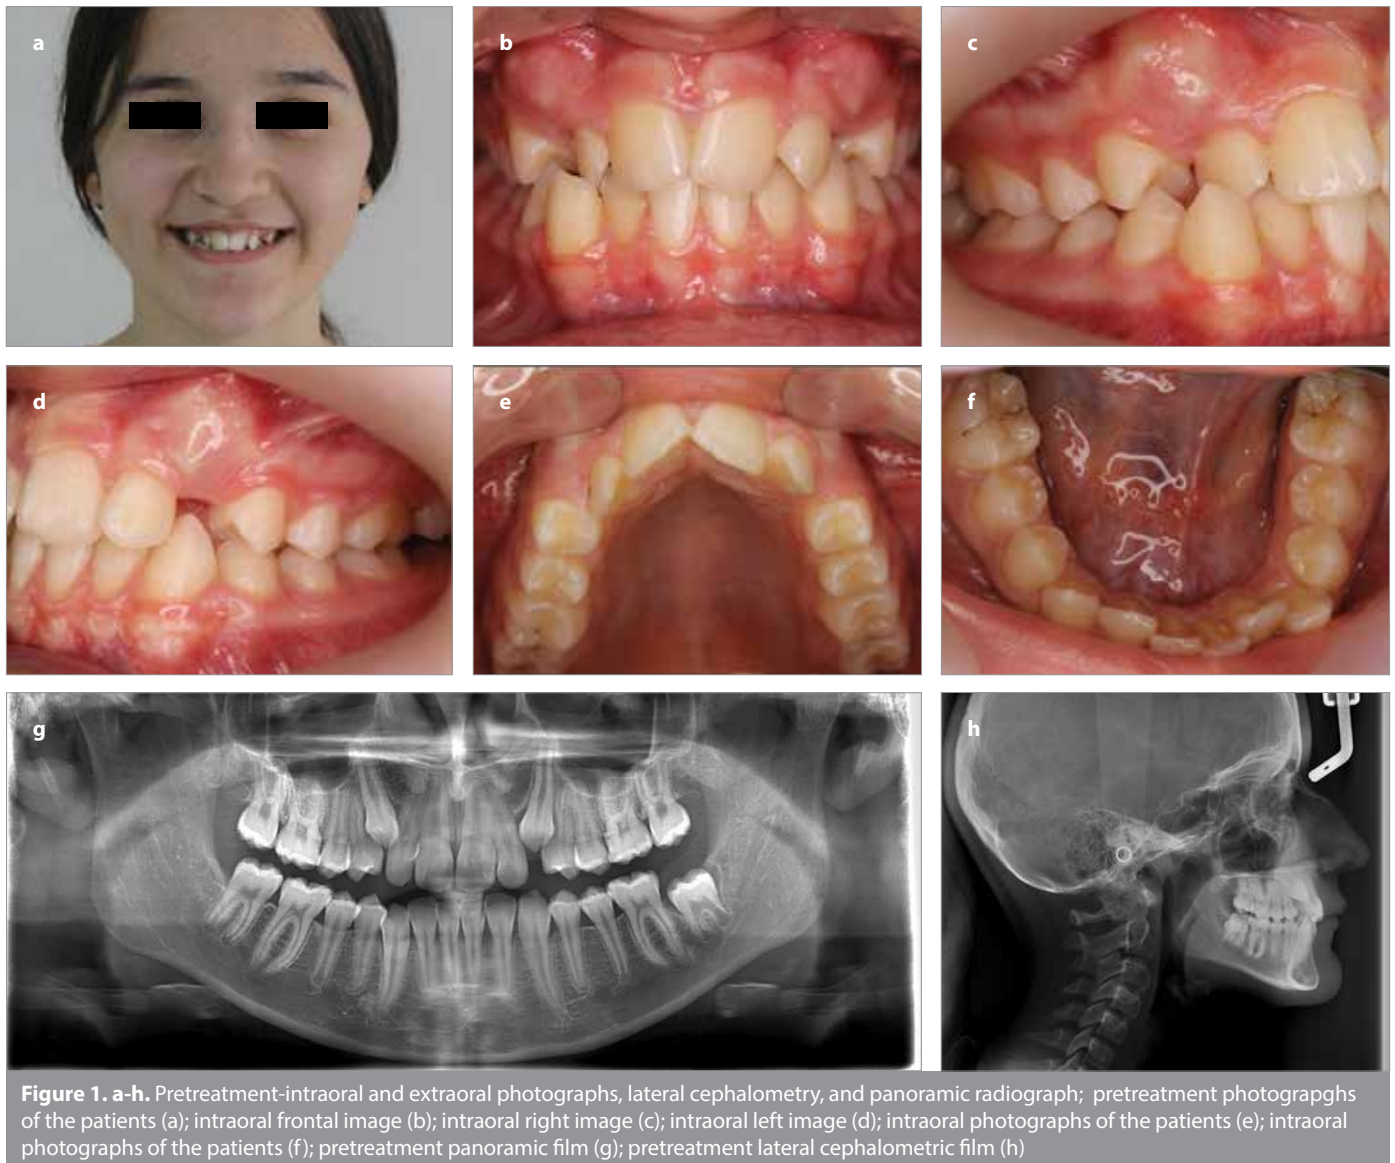 a
b
c
d
e
f
g
h
Figure 1. a-h. Pretreatment-intraoral and extraoral photographs, lateral cephalometry, and panoramic radiograph; pretreatment photograpghs
of the patients (a); intraoral frontal image (b); intraoral right image (c); intraoral left image (d); intraoral photographs of the patients (e); intraoral
photographs of the patients (f); pretreatment panoramic film (g); pretreatment lateral cephalometric film (h)